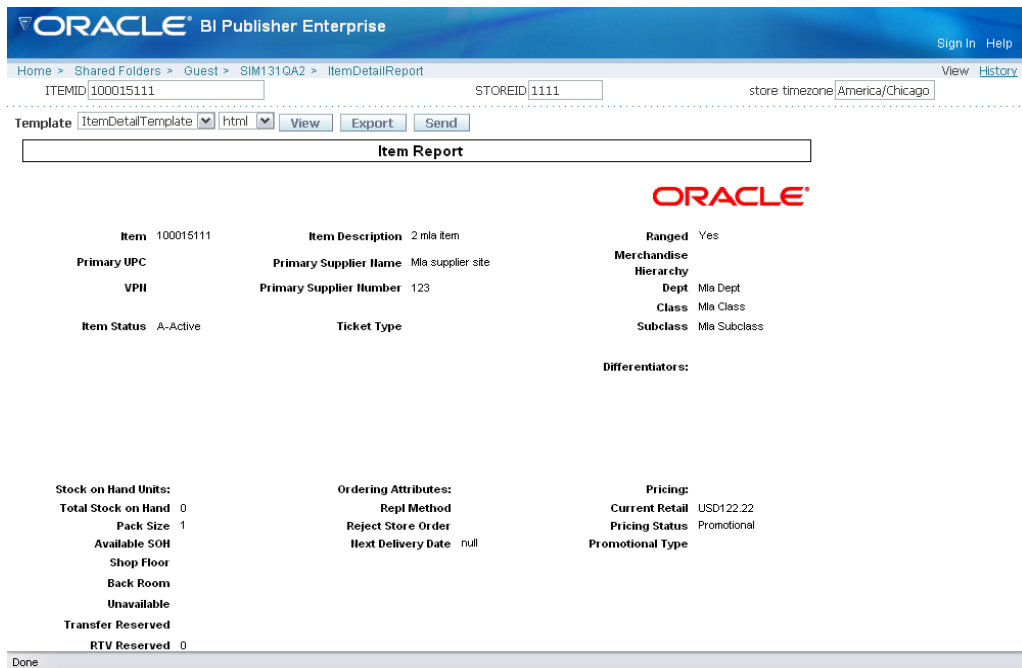 ORACLE BI Publisher Enterprise
Sign In Help
Home > Shared Folders > Guest > SIM131QA2 > ItemDetailReport View History
ITEMID 100015111 STOREID 1111 store timezone America/Chicago
Template ItemDetailTemplate html View Export Send
Item Report
ORACLE
Item 100015111 Item Description 2 mla item Ranged Yes
Primary UPC Primary Supplier Name Mla supplier site Merchandise Hierarchy
VPN Primary Supplier Number 123 Dept Mla Dept
Class Mla Class
Item Status A-Active Ticket Type Subclass Mla Subclass
Differentiators:
Stock on Hand Units: Ordering Attributes: Pricing:
Total Stock on Hand 0 Repl Method Current Retail USD122.22
Pack Size 1 Reject Store Order Pricing Status Promotional
Available SOH Next Delivery Date null Promotional Type
Shop Floor
Back Room
Unavailable
Transfer Reserved
RTV Reserved 0
Done